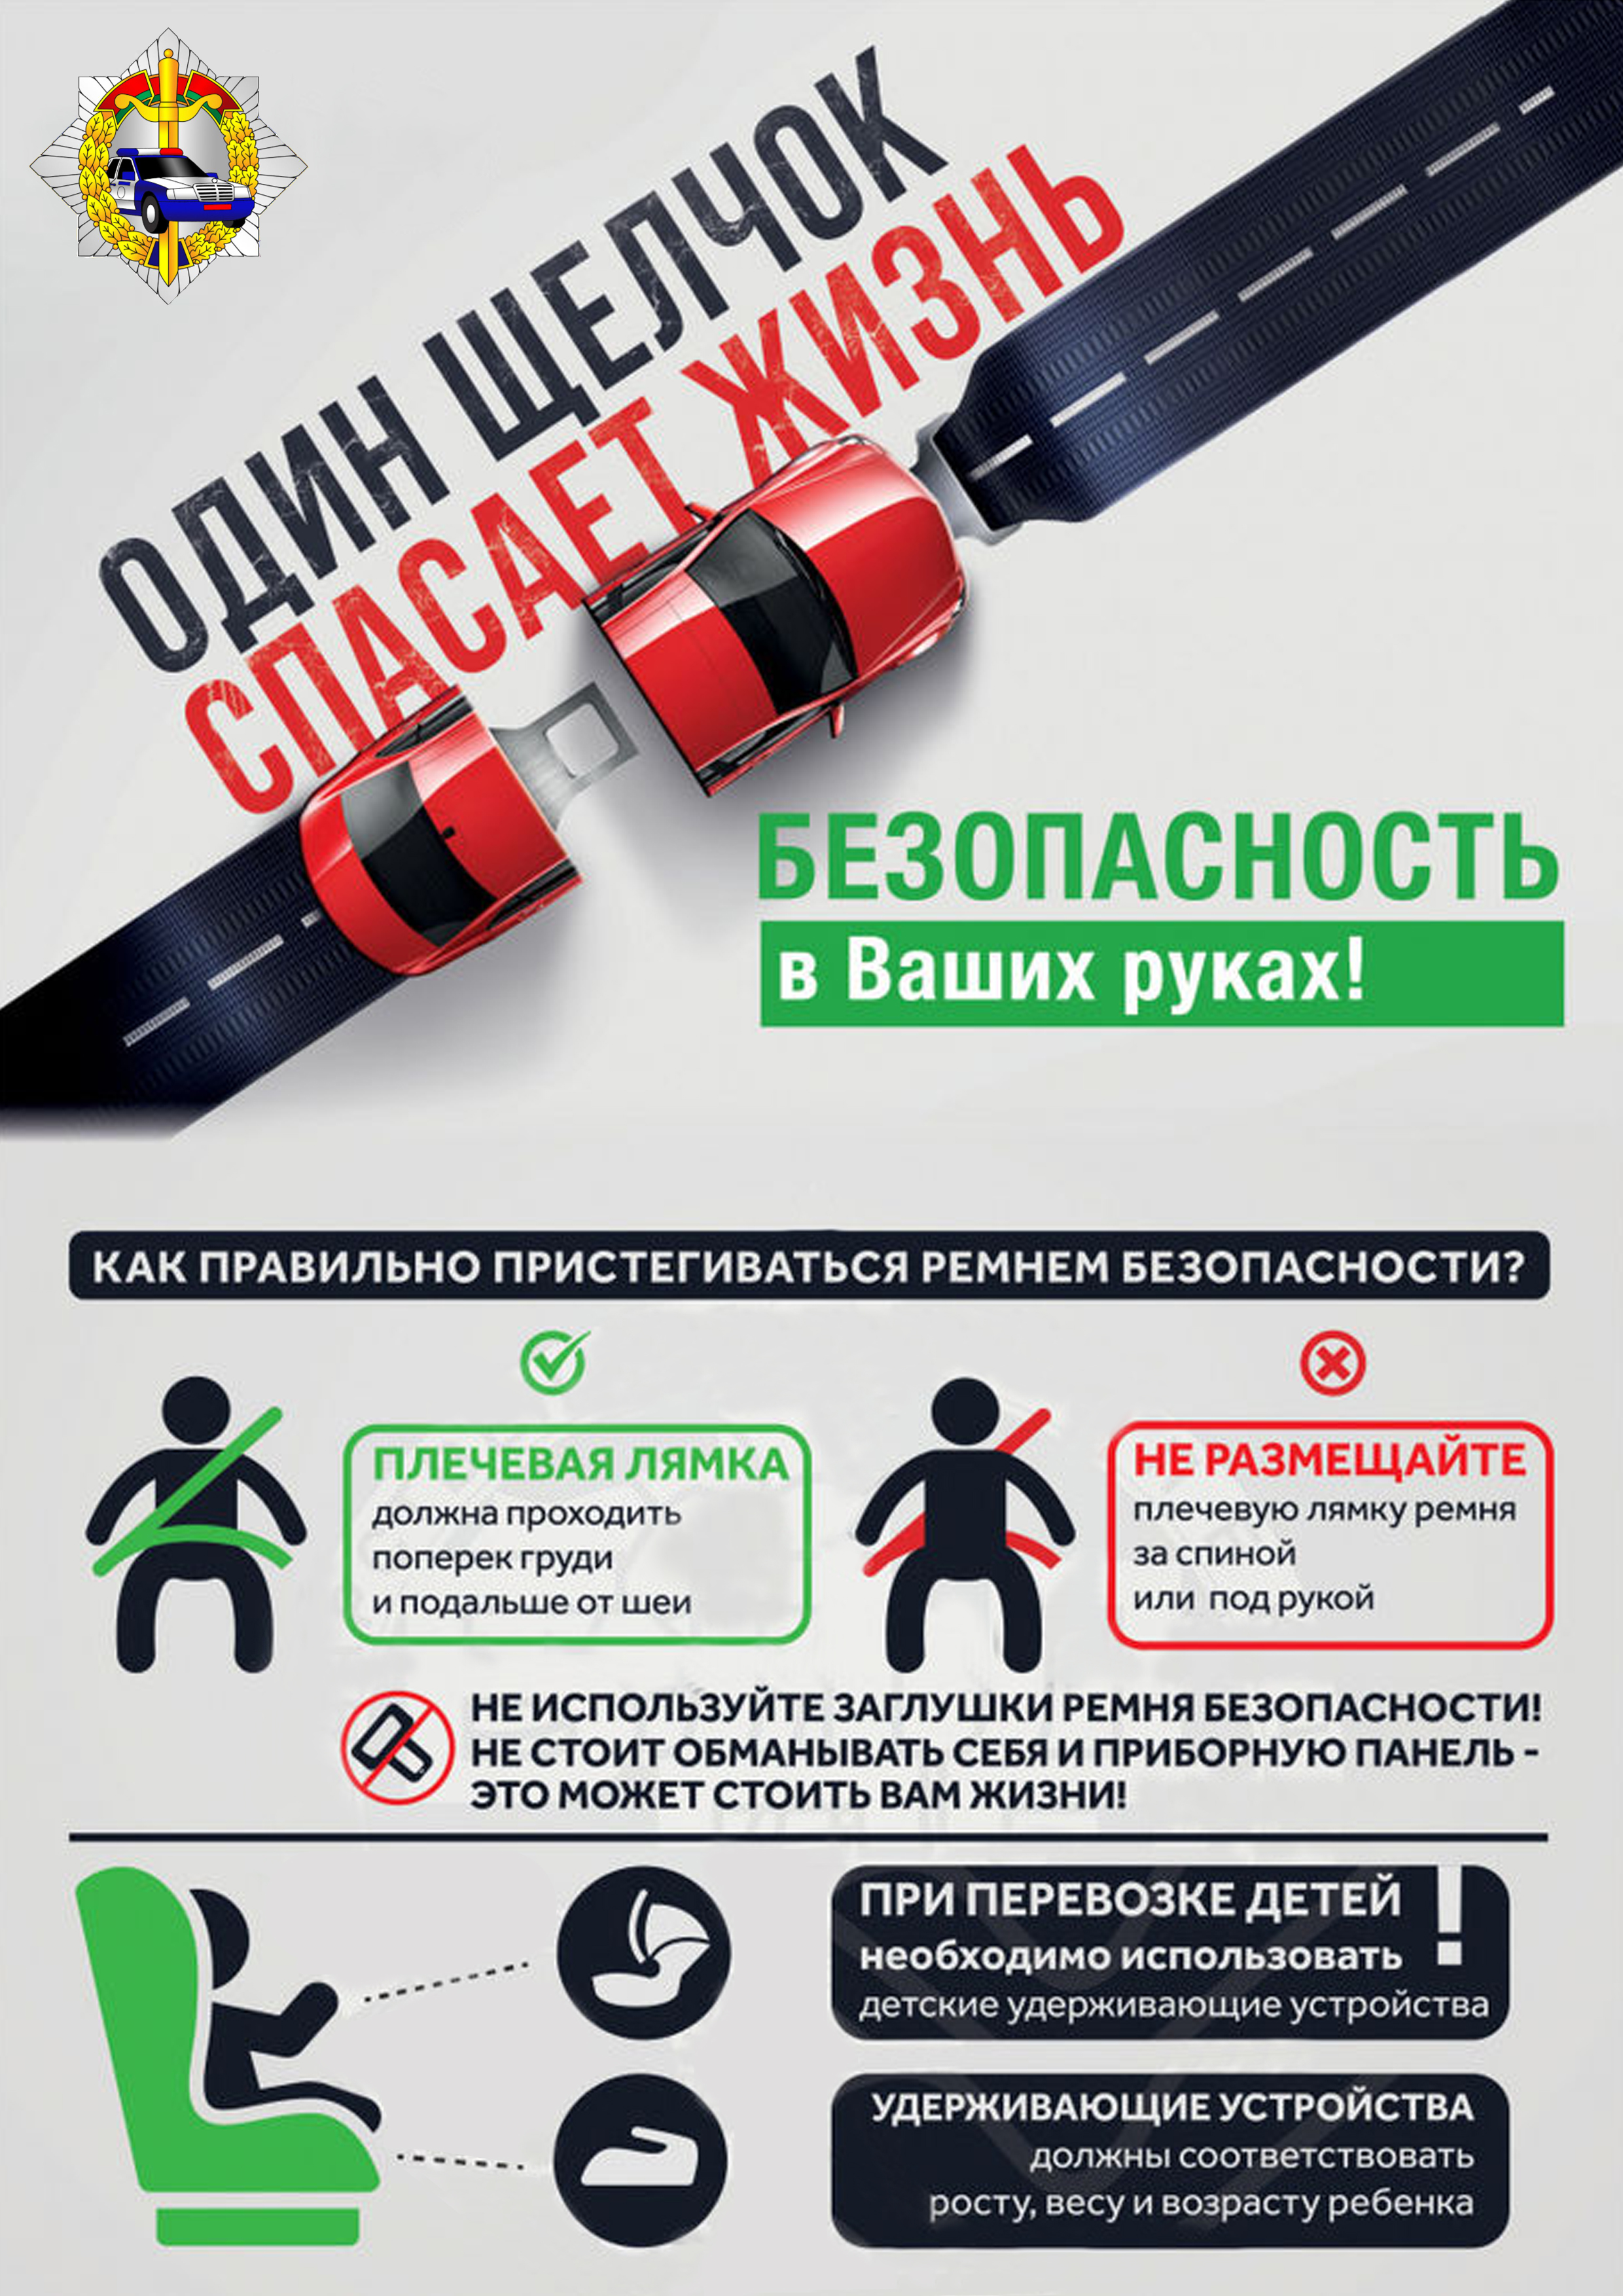 ОДИН ЩЕЛЧОК
СПАСАЕТ ЖИЗНЬ
БЕЗОПАСНОСТЬ
в Ваших руках!
КАК ПРАВИЛЬНО ПРИСТЕГИВАТЬСЯ РЕМНЕМ БЕЗОПАСНОСТИ?
ПЛЕЧЕВАЯ ЛЯМКА
должна проходить
поперек груди
и подальше от шеи
НЕ РАЗМЕЩАЙТЕ
плечевую лямку ремня
за спиной
или под рукой
НЕ ИСПОЛЬЗУЙТЕ ЗАГЛУШКИ РЕМНЯ БЕЗОПАСНОСТИ!
НЕ СТОИТ ОБМАНЫВАТЬ СЕБЯ И ПРИБОРНУЮ ПАНЕЛЬ -
ЭТО МОЖЕТ СТОИТЬ ВАМ ЖИЗНИ!
ПРИ ПЕРЕВОЗКЕ ДЕТЕЙ !
необходимо использовать
детские удерживающие устройства
УДЕРЖИВАЮЩИЕ УСТРОЙСТВА
должны соответствовать
росту, весу и возрасту ребенка